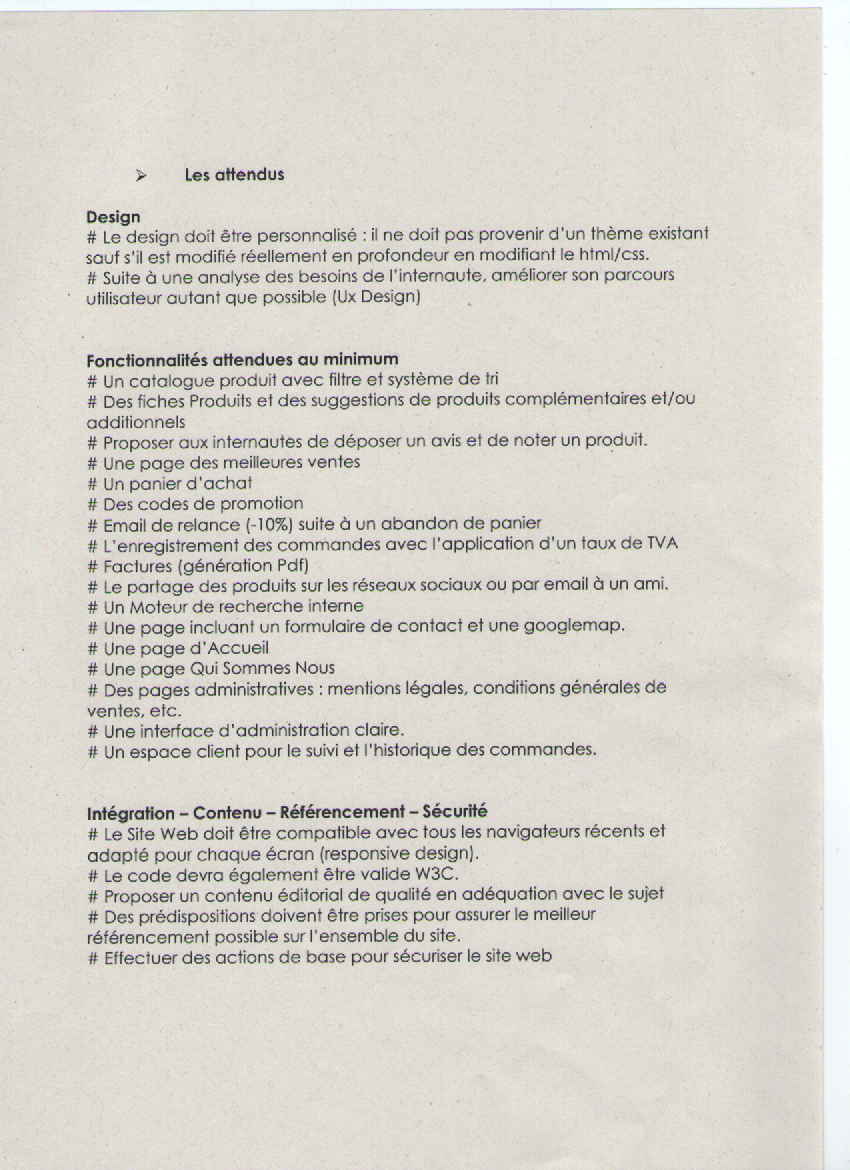 ➢ Les attendus
Design
# Le design doit être personnalisé : il ne doit pas provenir d'un thème existant
sauf s'il est modifié réellement en profondeur en modifiant le html/css.
# Suite à une analyse des besoins de l'internaute, améliorer son parcours
utilisateur autant que possible (Ux Design)
Fonctionnalités attendues au minimum
# Un catalogue produit avec filtre et système de tri
# Des fiches Produits et des suggestions de produits complémentaires et/ou
additionnels
# Proposer aux internautes de déposer un avis et de noter un produit.
# Une page des meilleures ventes
# Un panier d'achat
# Des codes de promotion
# Email de relance (-10%) suite à un abandon de panier
# L'enregistrement des commandes avec l'application d'un taux de TVA
# Factures (génération Pdf)
# Le partage des produits sur les réseaux sociaux ou par email à un ami.
# Un Moteur de recherche interne
# Une page incluant un formulaire de contact et une googlemap.
# Une page d'Accueil
# Une page Qui Sommes Nous
# Des pages administratives : mentions légales, conditions générales de
ventes, etc.
# Une interface d'administration claire.
# Un espace client pour le suivi et l'historique des commandes.
Intégration – Contenu – Référencement – Sécurité
# Le Site Web doit être compatible avec tous les navigateurs récents et
adapté pour chaque écran (responsive design).
# Le code devra également être valide W3C.
# Proposer un contenu éditorial de qualité en adéquation avec le sujet
# Des prédispositions doivent être prises pour assurer le meilleur
référencement possible sur l'ensemble du site.
# Effectuer des actions de base pour sécuriser le site web